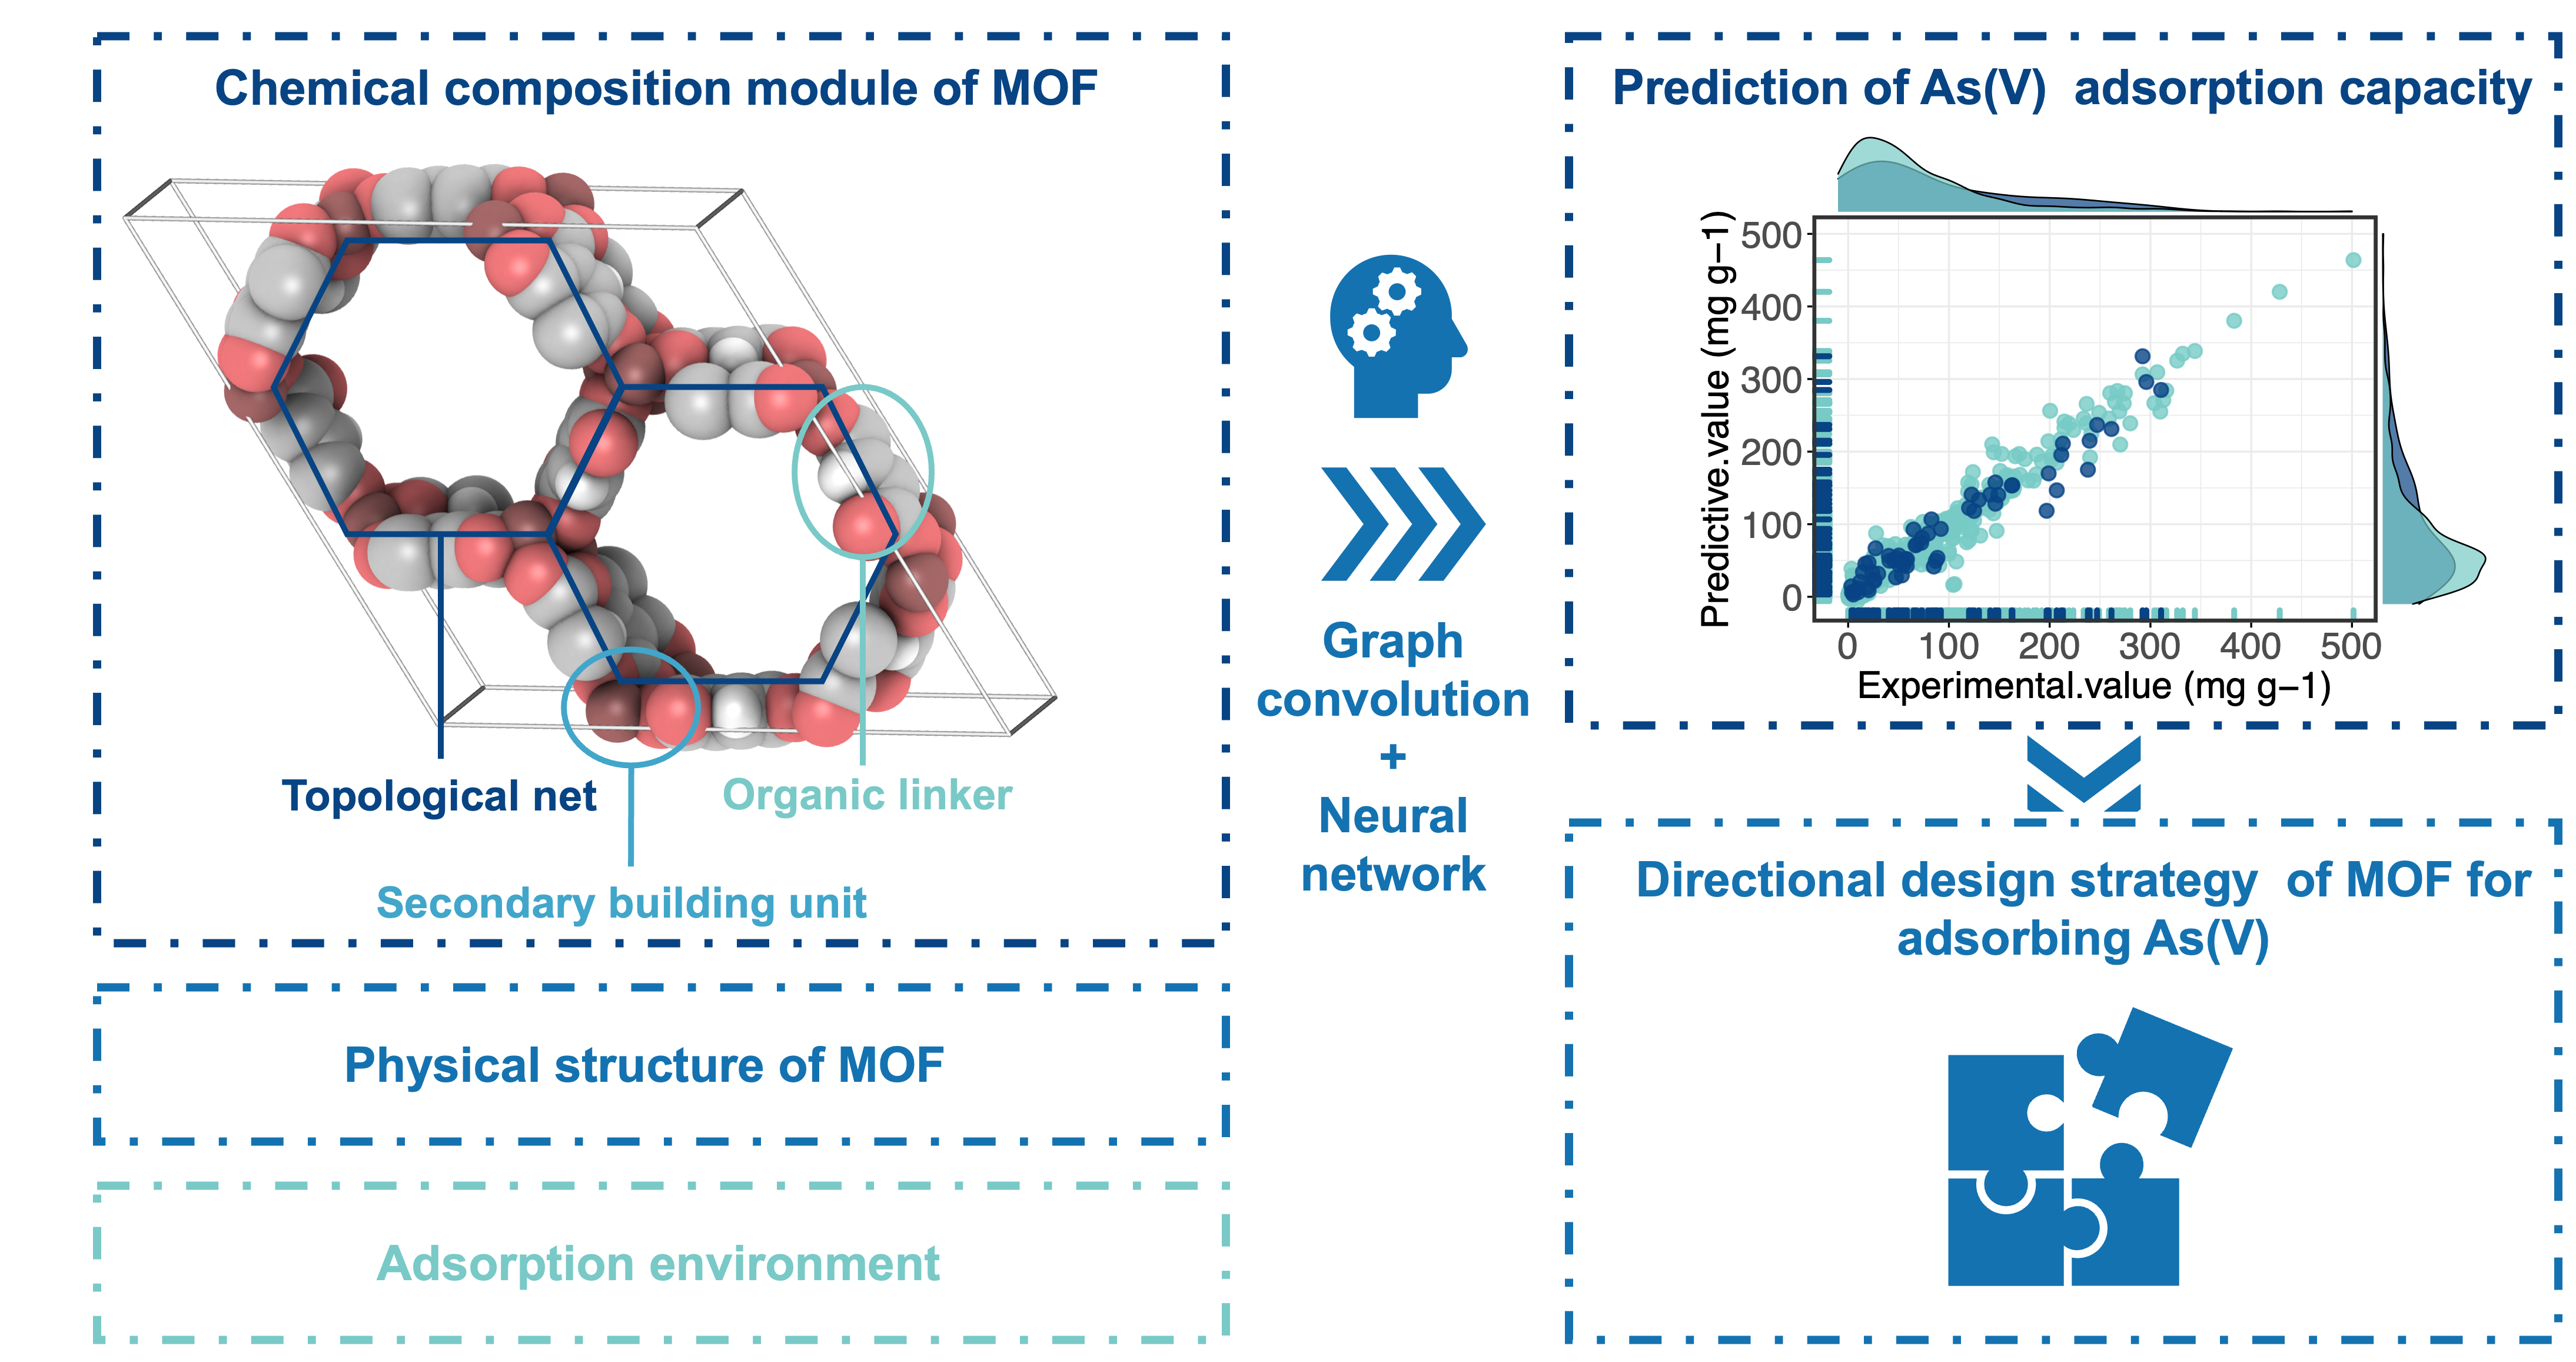 Chemical composition module of MOF
Topological net
Organic linker
Secondary building unit
Physical structure of MOF
Adsorption environment
Graph
convolution
+
Neural
network
Prediction of As(V) adsorption capacity
Predictive.value (mg g−1)
500
400
300
200
100
0
0 100 200 300 400 500
Experimental.value (mg g−1)
Directional design strategy of MOF for
adsorbing As(V)